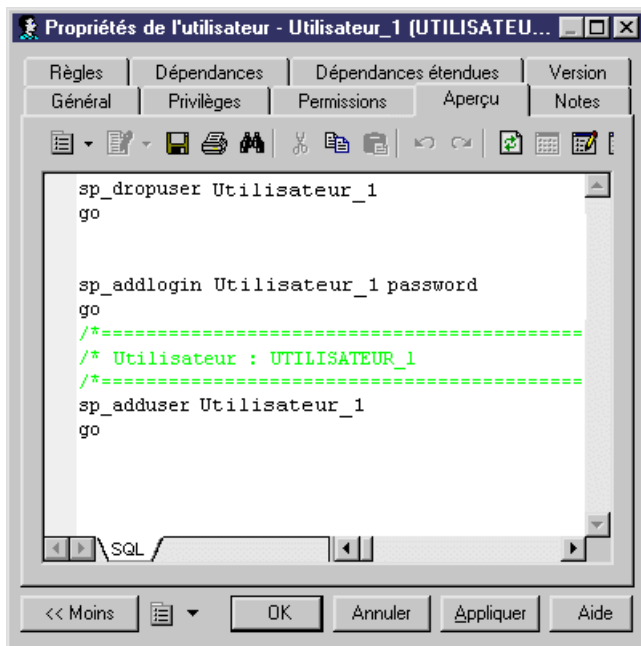 Propriétés de l'utilisateur - Utilisateur_1 (UTILISATEU...
Règles Dépendances Dépendances étendues Version
Général Privilèges Permissions Aperçu Notes
sp_dropuser Utilisateur_1
go
sp_addlogin Utilisateur_1 password
go
/*===========================================
/* Utilisateur : UTILISATEUR_1
/*===========================================
sp_adduser Utilisateur_1
go
SQL
<< Moins OK Annuler Appliquer Aide